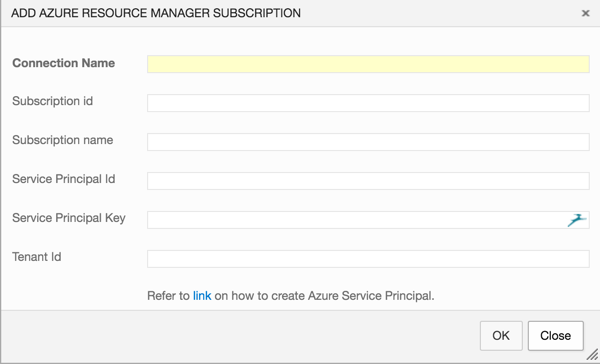 ADD AZURE RESOURCE MANAGER SUBSCRIPTION ×
Connection Name
Subscription id
Subscription name
Service Principal Id
Service Principal Key
Tenant Id
Refer to link on how to create Azure Service Principal.
OK Close